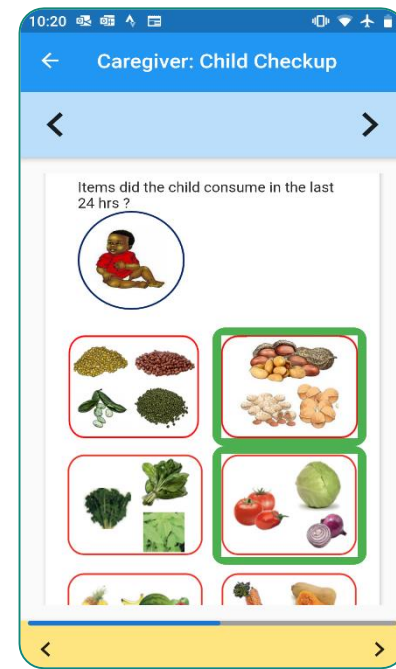 10:20
Caregiver: Child Checkup
Items did the child consume in the last
24 hrs ?